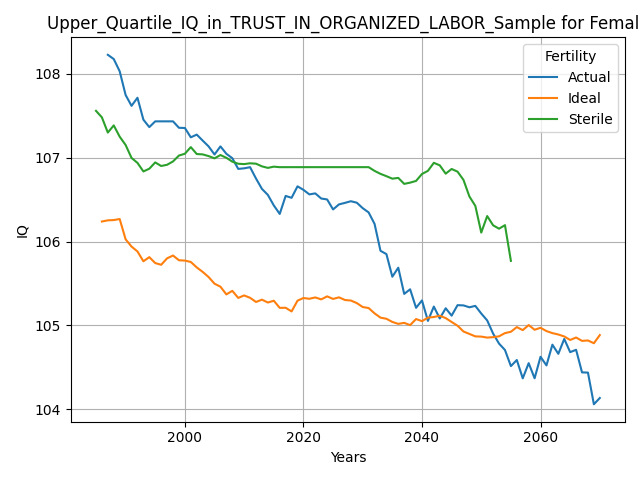 Upper_Quartile_IQ_in_TRUST_IN_ORGANIZED_LABOR_Sample for Femal
Fertility
Actual
Ideal
Sterile
108
107
106
105
104
IQ
2000
2020
2040
2060
Years